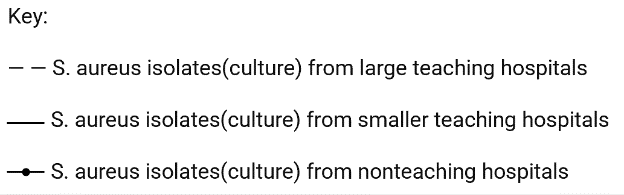 Key:
S. aureus isolates(culture) from large teaching hospitals
S. aureus isolates(culture) from smaller teaching hospitals
S. aureus isolates(culture) from nonteaching hospitals